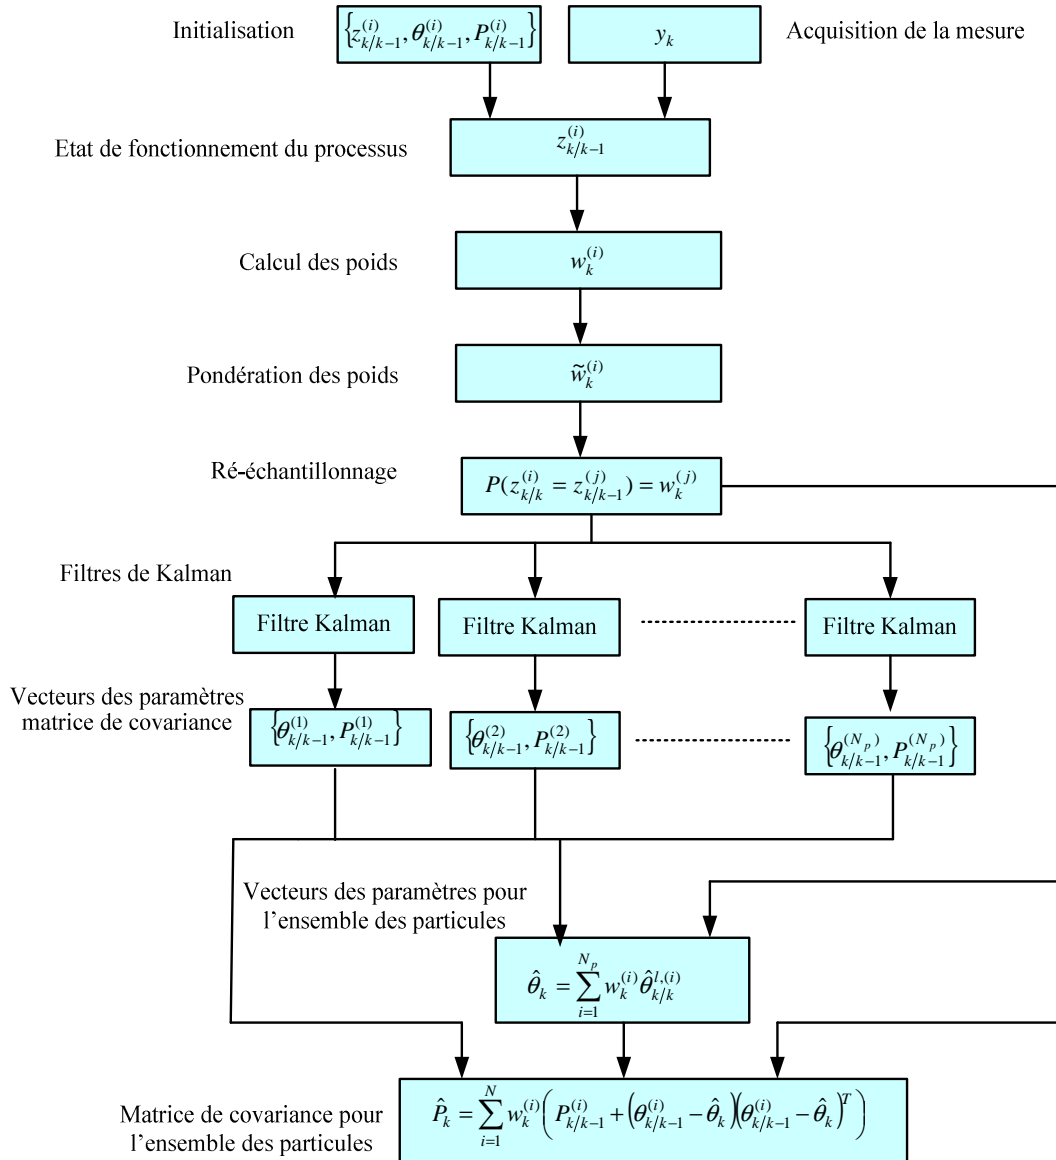 Initialisation
{z_{k/k−1}^{(i)}, θ_{k/k−1}^{(i)}, P_{k/k−1}^{(i)}}
y_k
Acquisition de la mesure
Etat de fonctionnement du processus
z_{k/k−1}^{(i)}
Calcul des poids
w_k^{(i)}
Pondération des poids
w̃_k^{(i)}
Ré-échantillonnage
P(z_{k/k}^{(i)} = z_{k/k−1}^{(j)}) = w_k^{(j)}
Filtres de Kalman
Filtre Kalman
Filtre Kalman
Filtre Kalman
Vecteurs des paramètres
matrice de covariance
{θ_{k/k−1}^{(1)}, P_{k/k−1}^{(1)}}
{θ_{k/k−1}^{(2)}, P_{k/k−1}^{(2)}}
{θ_{k/k−1}^{(N_p)}, P_{k/k−1}^{(N_p)}}
Vecteurs des paramètres pour
l'ensemble des particules
θ̂_k = ∑_{i=1}^{N_p} w_k^{(i)} θ̂_{k/k}^{l,(i)}
Matrice de covariance pour
l'ensemble des particules
P̂_k = ∑_{i=1}^{N} w_k^{(i)} (P_{k/k−1}^{(i)} + (θ_{k/k−1}^{(i)} − θ̂_k)(θ_{k/k−1}^{(i)} − θ̂_k)^T)